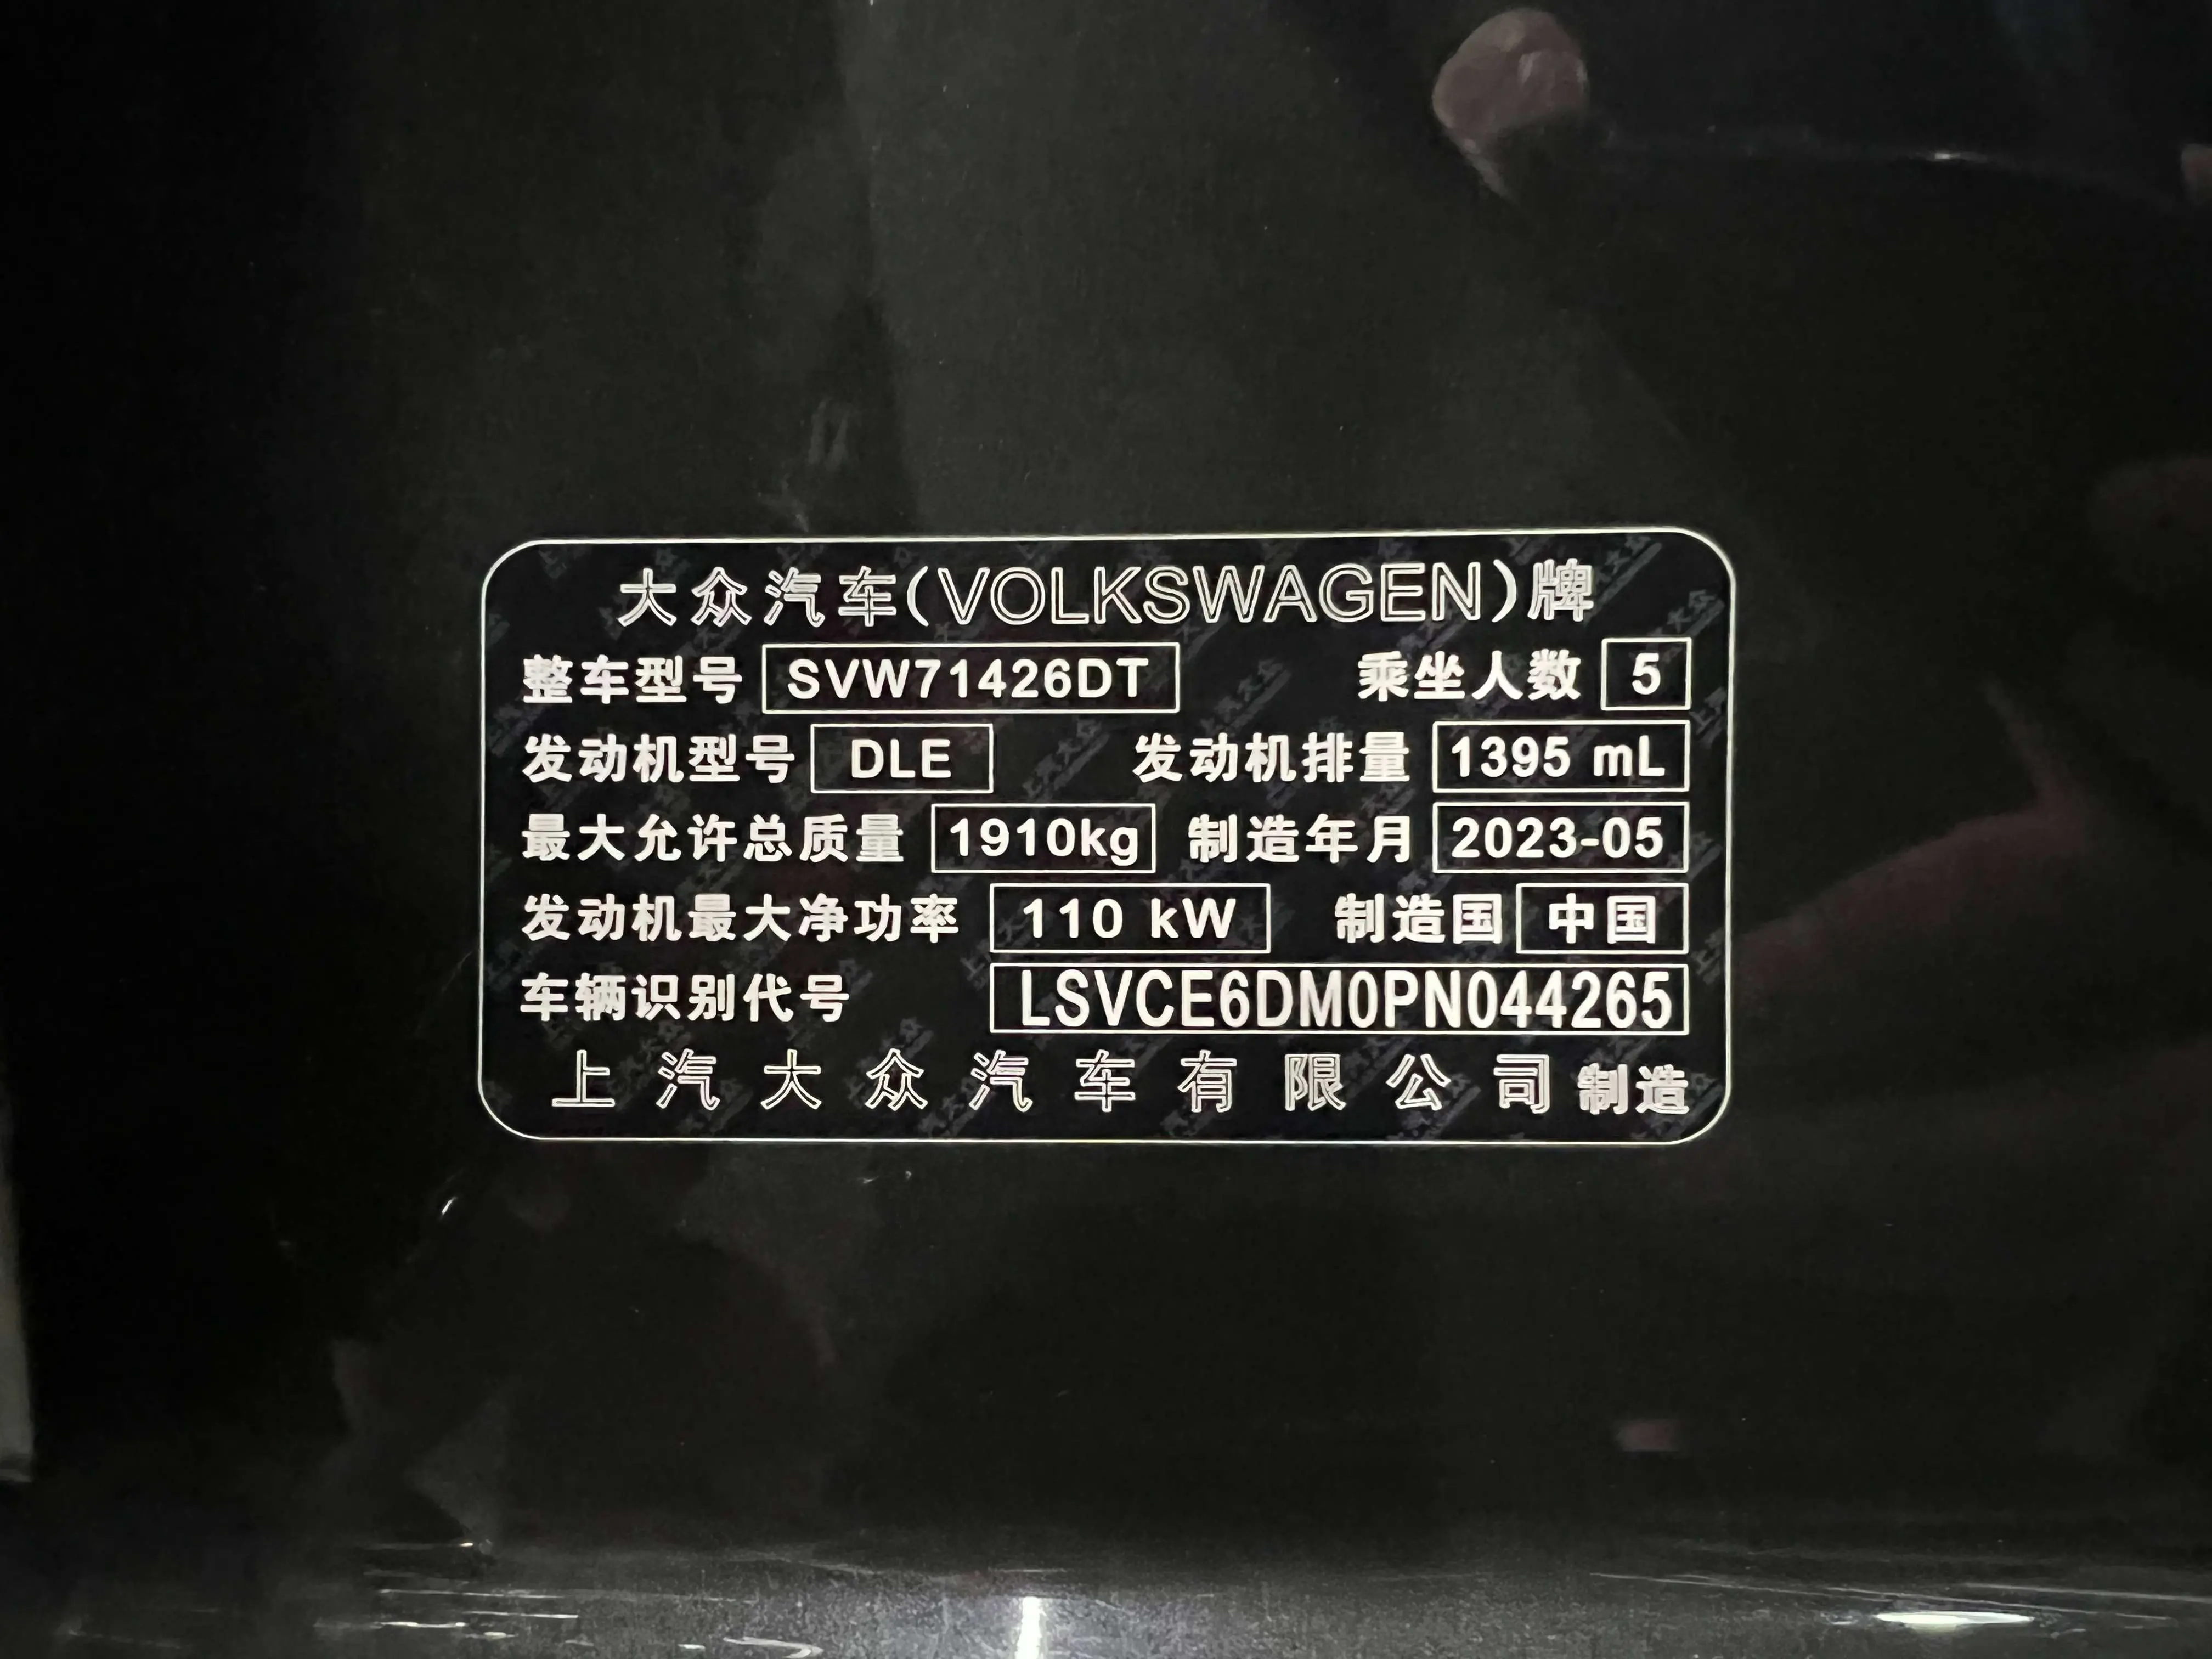 大众汽车(VOLKSWAGEN)牌
整车型号 SVW71426DT 乘坐人数 5
发动机型号 DLE 发动机排量 1395 mL
最大允许总质量 1910kg 制造年月 2023-05
发动机最大净功率 110 kW 制造国 中国
车辆识别代号 LSVCE6DM0PN044265
上汽大众汽车有限公司制造